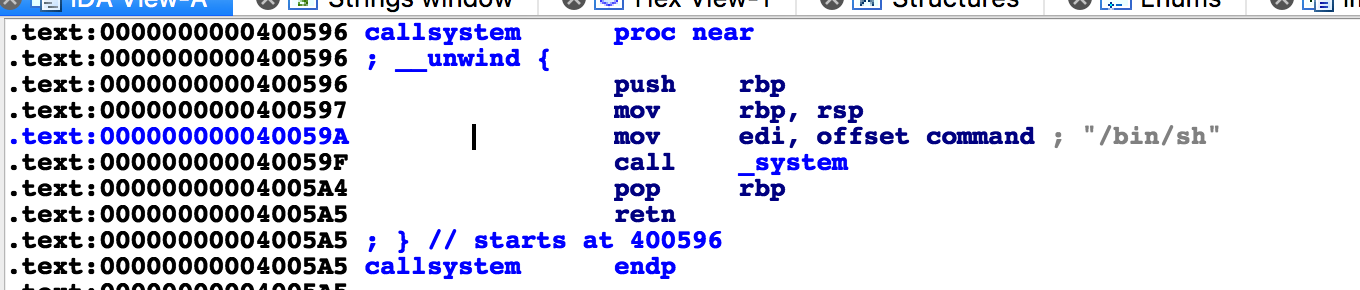 IDA View-A Strings window Hex View-1 Structures Enums
.text:0000000000400596 callsystem proc near
.text:0000000000400596 ; __unwind {
.text:0000000000400596 push rbp
.text:0000000000400597 mov rbp, rsp
.text:000000000040059A mov edi, offset command ; "/bin/sh"
.text:000000000040059F call _system
.text:00000000004005A4 pop rbp
.text:00000000004005A5 retn
.text:00000000004005A5 ; } // starts at 400596
.text:00000000004005A5 callsystem endp
.text:00000000004005A5